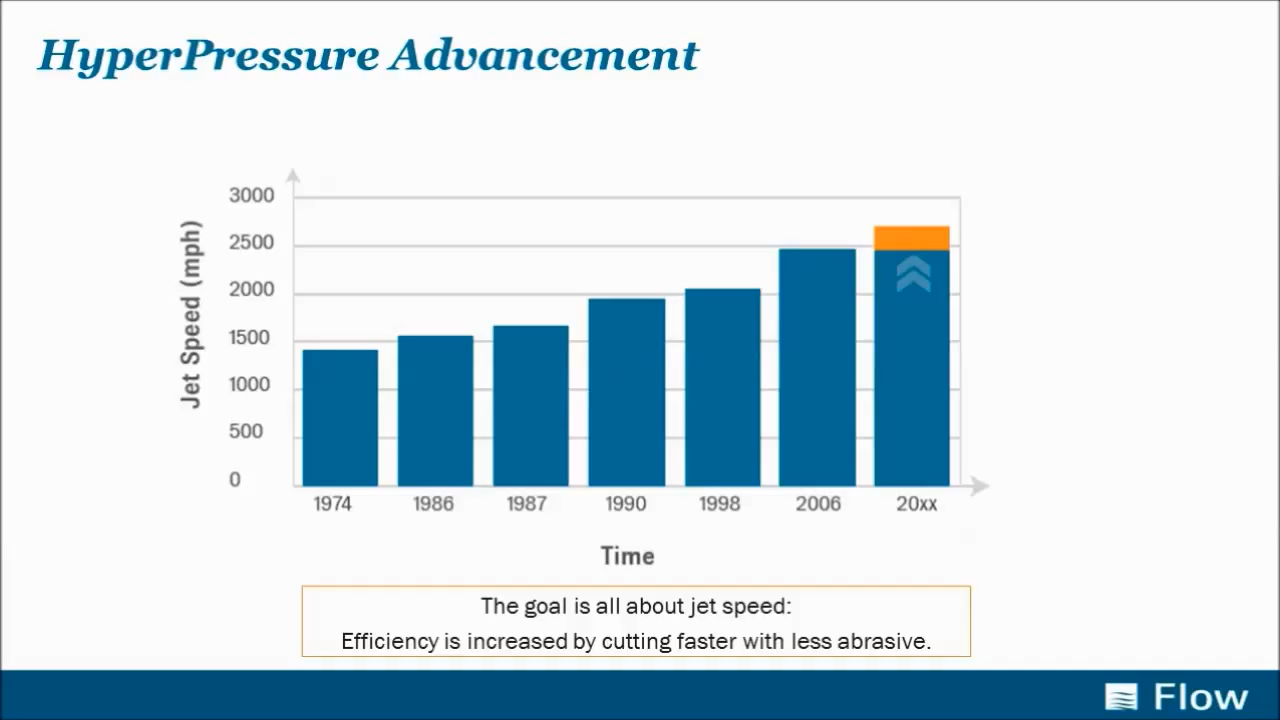 HyperPressure Advancement
Jet Speed (mph)
3000
2500
2000
1500
1000
500
0
1974 1986 1987 1990 1998 2006 20xx
Time
The goal is all about jet speed:
Efficiency is increased by cutting faster with less abrasive.
Flow